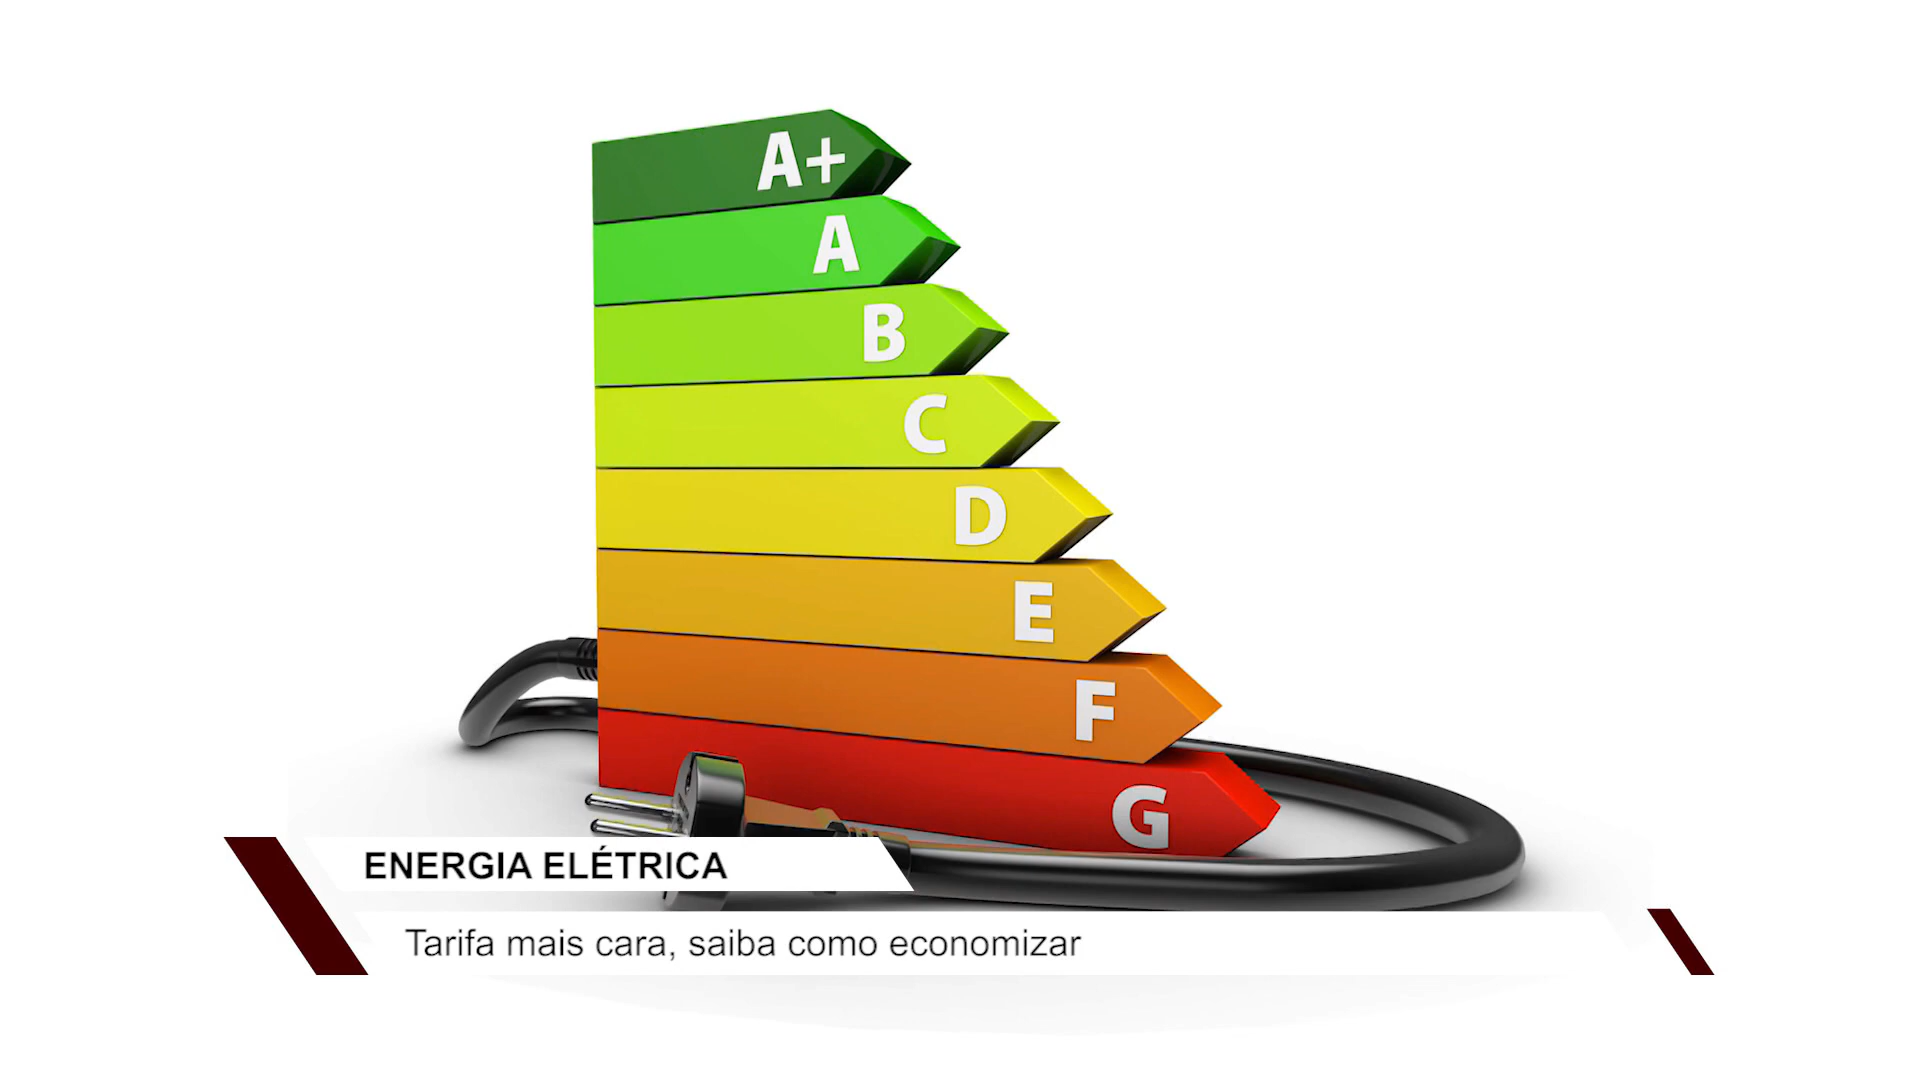 A+
A
B
C
D
E
F
G
ENERGIA ELÉTRICA
Tarifa mais cara, saiba como economizar